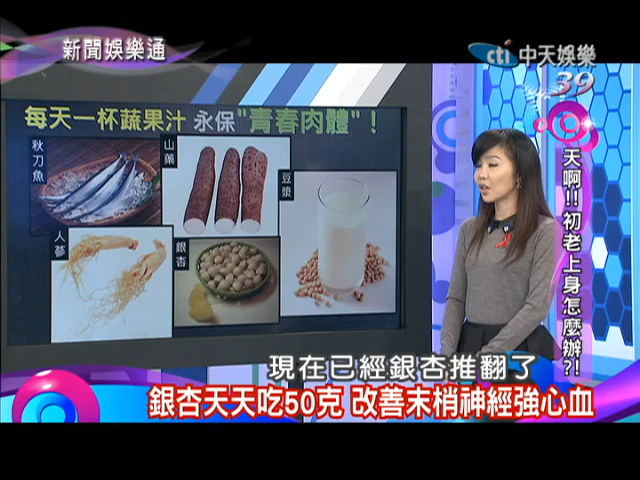 新聞娛樂通
cti 中天娛樂
39
每天一杯蔬果汁 永保"青春肉體"！
秋刀魚
山藥
豆漿
人蔘
銀杏
天啊!!初老上身怎麼辦?!
現在已經銀杏推翻了
銀杏天天吃50克 改善末梢神經強心血